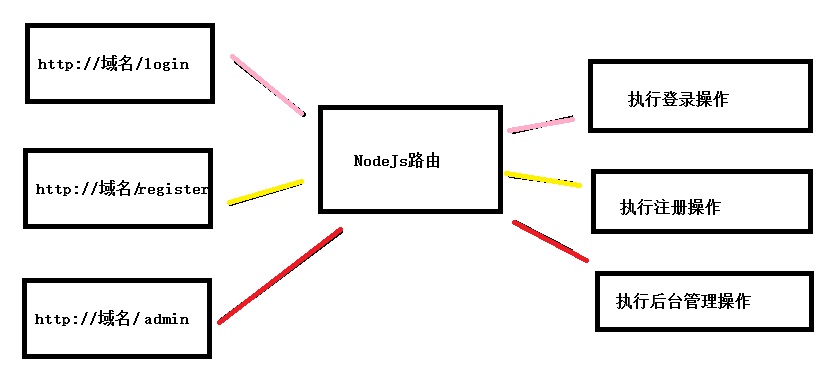 http://域名/login
http://域名/register
http://域名/admin
NodeJs路由
执行登录操作
执行注册操作
执行后台管理操作